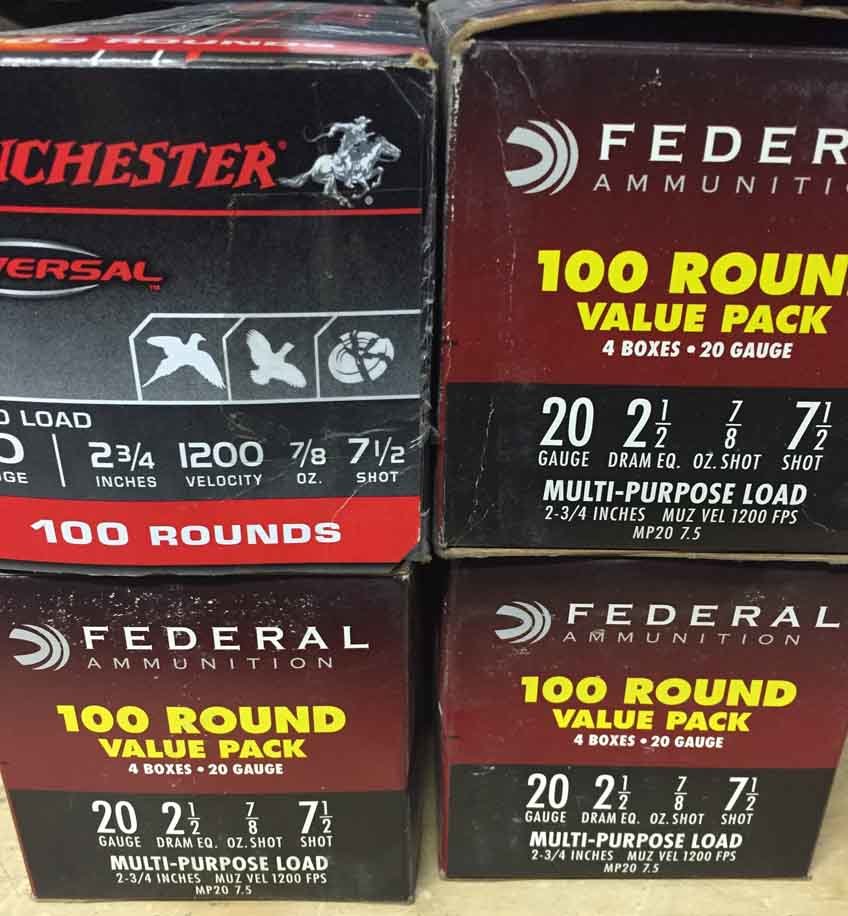 ICHESTER
VERSAL™
LOAD
2 3/4 1200 7/8 7 1/2
GE INCHES VELOCITY OZ. SHOT
100 ROUNDS
FEDER
AMMUNITI
100 ROUN
VALUE PACK
4 BOXES • 20 GAUGE
20 2 1/2 7/8 7 1/2
GAUGE DRAM EQ. OZ. SHOT SHOT
MULTI-PURPOSE LOAD
2-3/4 INCHES MUZ VEL 1200 FPS
MP20 7.5
FEDERAL
AMMUNITION
100 ROUND
VALUE PACK
4 BOXES • 20 GAUGE
20 2 1/2 7/8 7 1/2
GAUGE DRAM EQ. OZ. SHOT SHOT
MULTI-PURPOSE LOAD
2-3/4 INCHES MUZ VEL 1200 FPS
MP20 7.5
FEDERAL
AMMUNITION
100 ROUND
VALUE PACK
4 BOXES • 20 GAUGE
20 2 1/2 7/8 7 1/2
GAUGE DRAM EQ. OZ. SHOT SHOT
MULTI-PURPOSE LOAD
2-3/4 INCHES MUZ VEL 1200 FPS
MP20 7.5